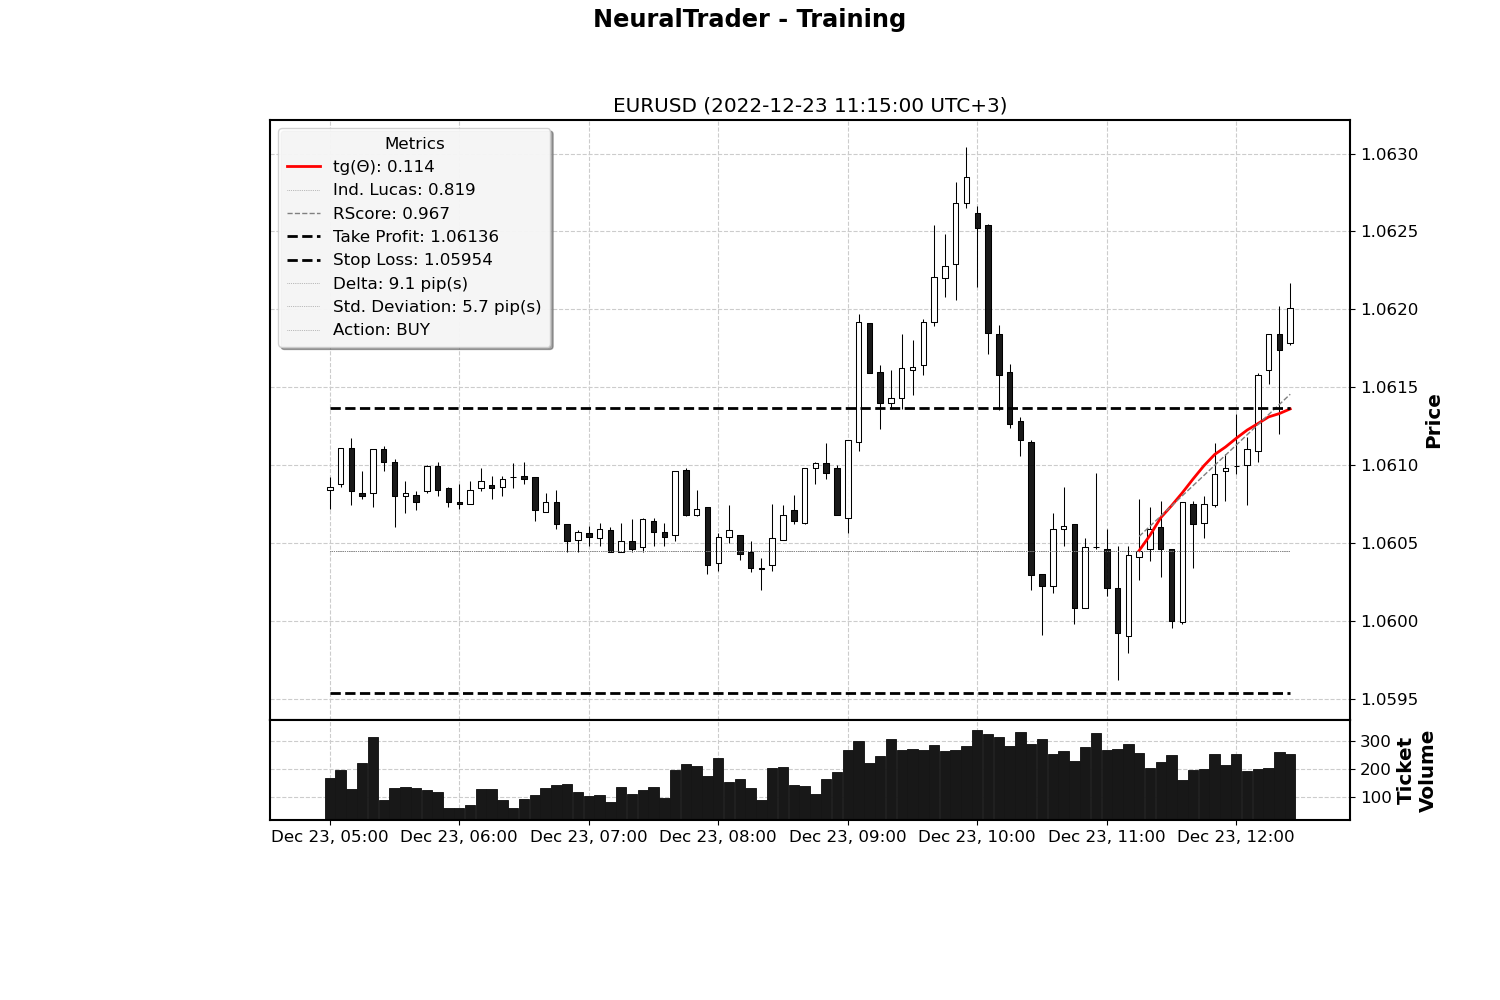 NeuralTrader - Training
EURUSD (2022-12-23 11:15:00 UTC+3)
Metrics
tg(Θ): 0.114
Ind. Lucas: 0.819
RScore: 0.967
Take Profit: 1.06136
Stop Loss: 1.05954
Delta: 9.1 pip(s)
Std. Deviation: 5.7 pip(s)
Action: BUY
1.0630
1.0625
1.0620
1.0615
1.0610
1.0605
1.0600
1.0595
Price
300
200
100
Ticket
Volume
Dec 23, 05:00 Dec 23, 06:00 Dec 23, 07:00 Dec 23, 08:00 Dec 23, 09:00 Dec 23, 10:00 Dec 23, 11:00 Dec 23, 12:00